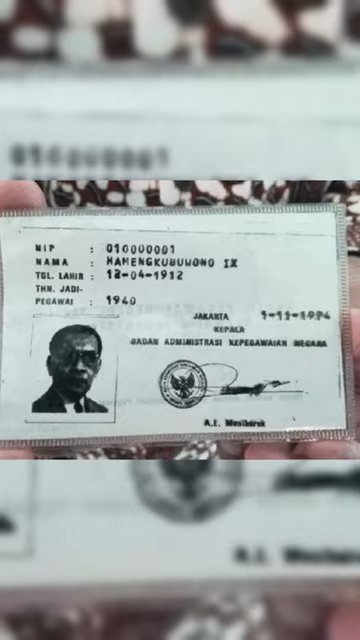 010000001
NIP : 010000001
NAMA : HAMENGKUBUWONO IX
TGL. LAHIR : 12-04-1912
THN. JADI-
PEGAWAI : 1940
JAKARTA 1-11-1974
KEPALA
BADAN ADMINISTRASI KEPEGAWAIAN NEGARA
A.E. Manihuruk